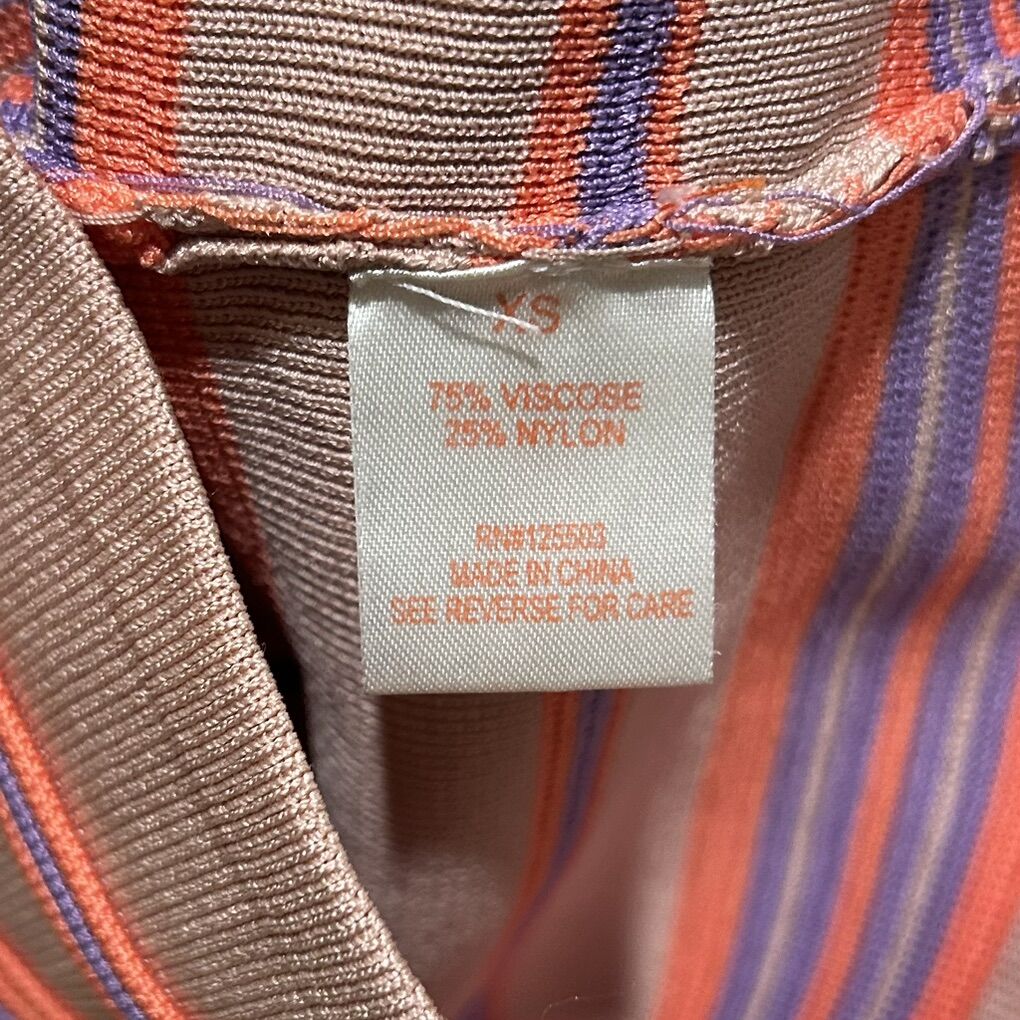 XS
75% VISCOSE
25% NYLON
RN#125503
MADE IN CHINA
SEE REVERSE FOR CARE